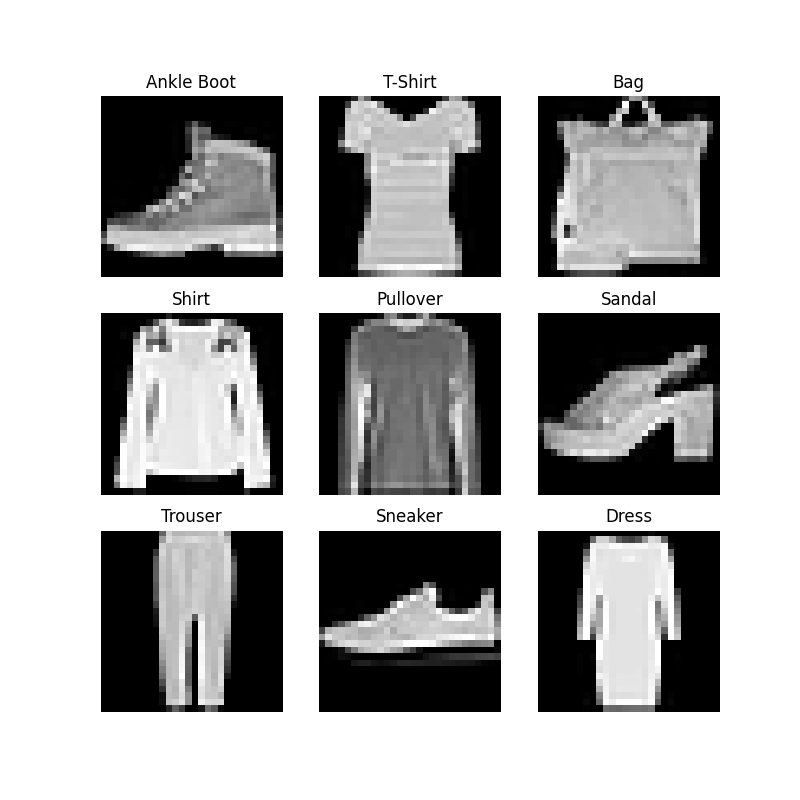 Ankle Boot
T-Shirt
Bag
Shirt
Pullover
Sandal
Trouser
Sneaker
Dress